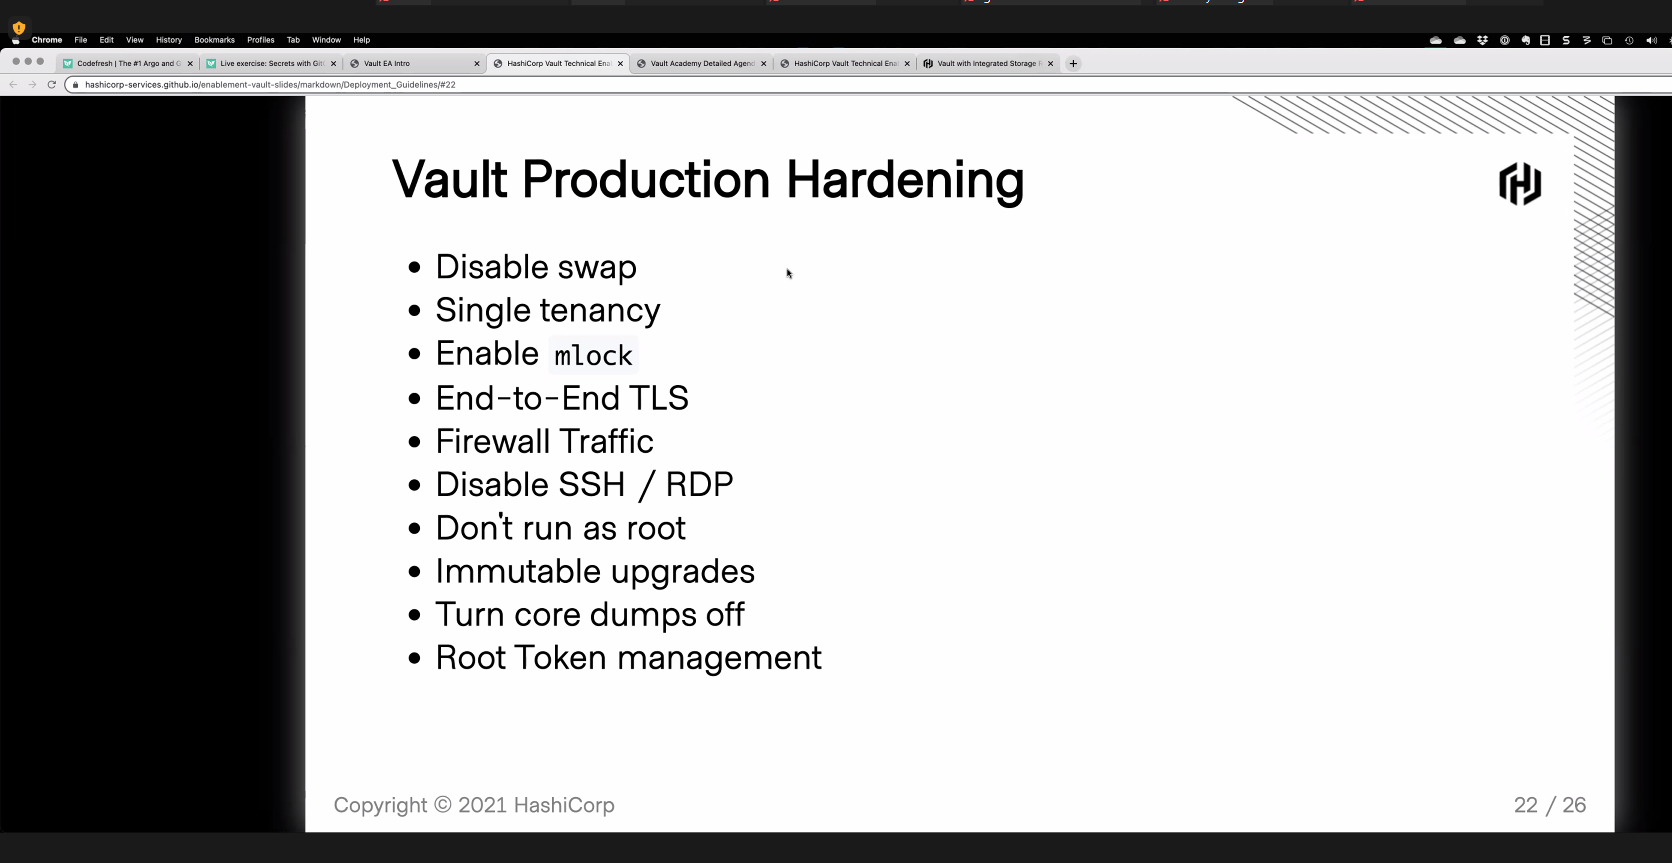 Chrome File Edit View History Bookmarks Profiles Tab Window Help
Codefresh | The #1 Argo and G
Live exercise: Secrets with Git
Vault EA Intro
HashiCorp Vault Technical Ena
Vault Academy Detailed Agen
HashiCorp Vault Technical Ena
Vault with Integrated Storage
hashicorp-services.github.io/enablement-vault-slides/markdown/Deployment_Guidelines/#22
Vault Production Hardening
• Disable swap
• Single tenancy
• Enable mlock
• End-to-End TLS
• Firewall Traffic
• Disable SSH / RDP
• Don't run as root
• Immutable upgrades
• Turn core dumps off
• Root Token management
Copyright © 2021 HashiCorp
22 / 26